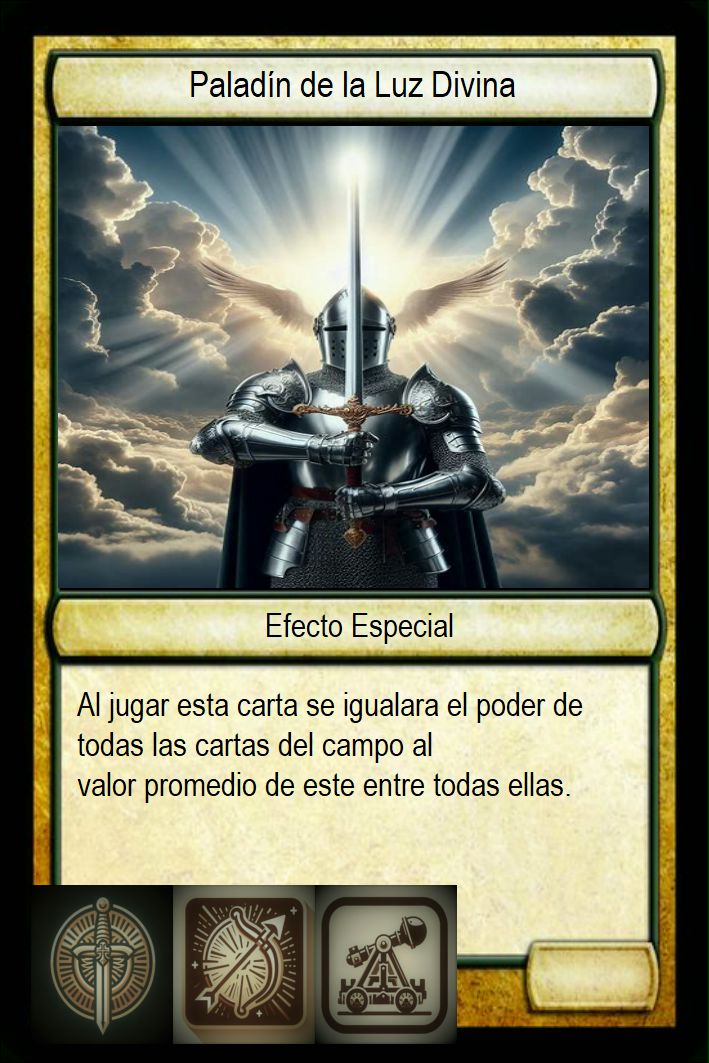 Paladín de la Luz Divina
Efecto Especial
Al jugar esta carta se igualara el poder de
todas las cartas del campo al
valor promedio de este entre todas ellas.